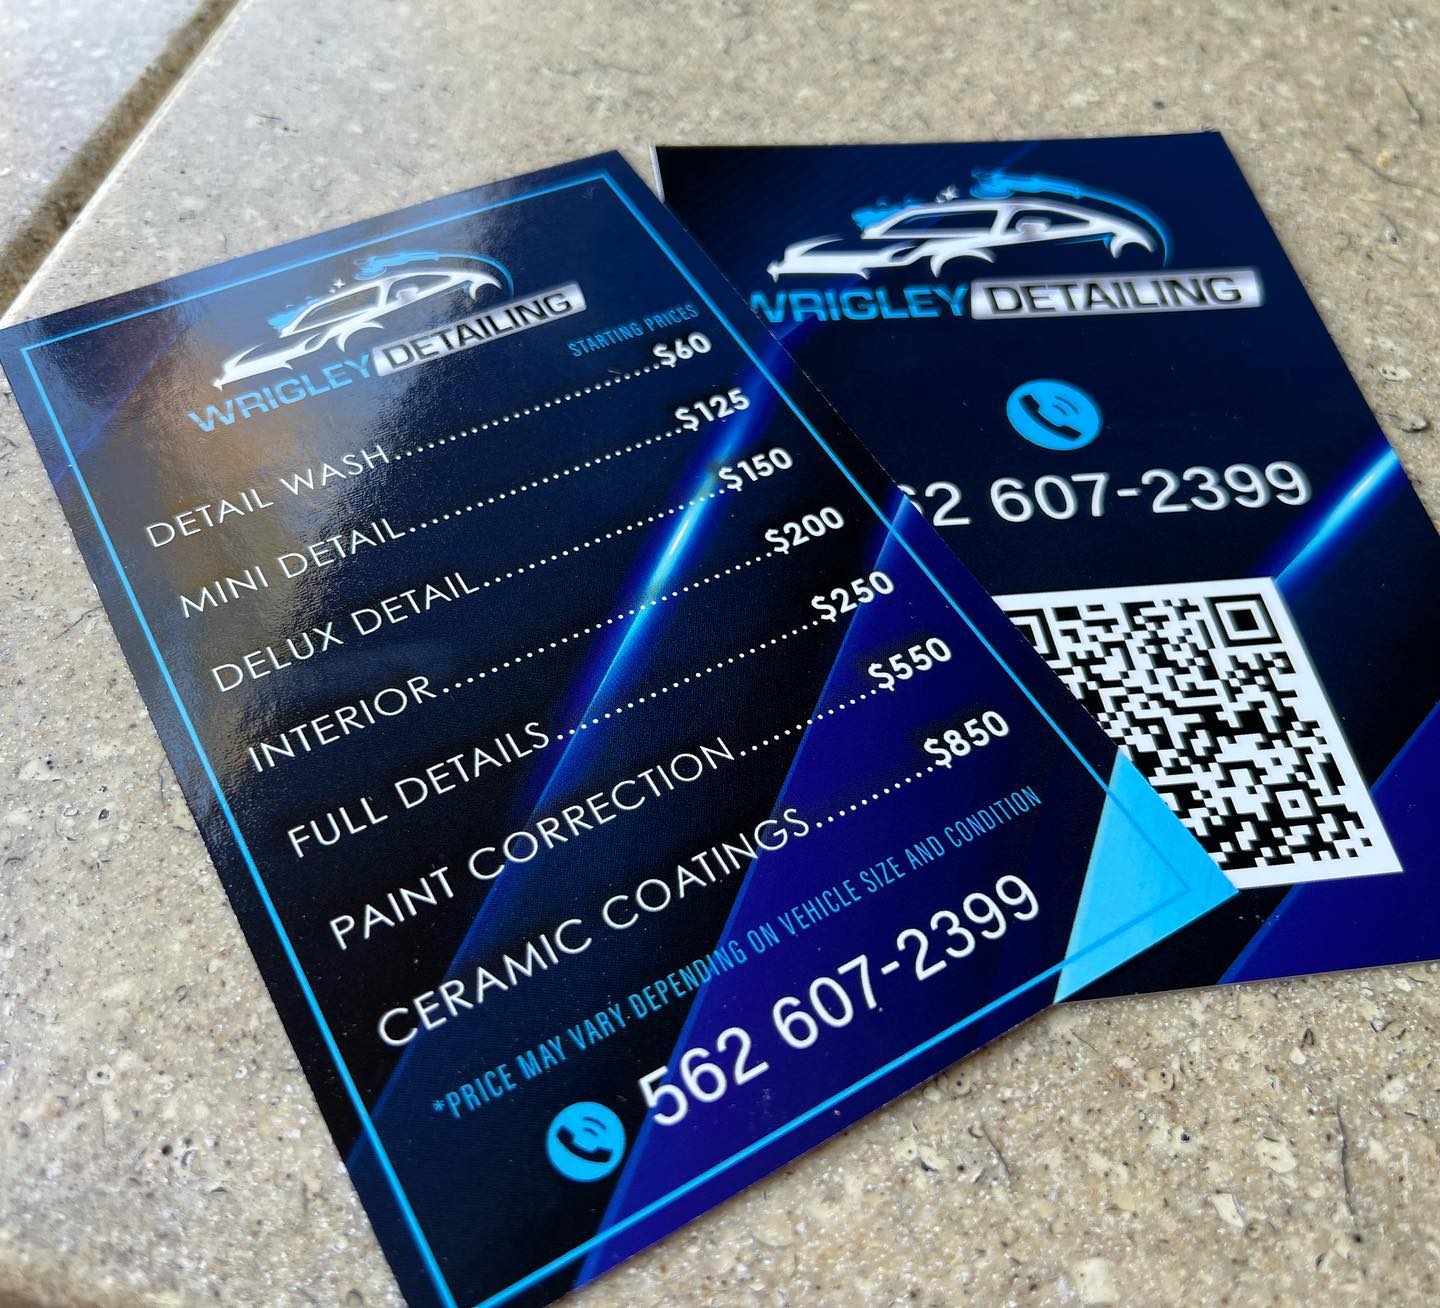 WRIGLEY DETAILING
STARTING PRICES
DETAIL WASH....................................$60
MINI DETAIL....................................$125
DELUX DETAIL..............................$150
INTERIOR.......................................$200
FULL DETAILS...............................$250
PAINT CORRECTION................$550
CERAMIC COATINGS.............$850
*PRICE MAY VARY DEPENDING ON VEHICLE SIZE AND CONDITION
562 607-2399
WRIGLEY DETAILING
62 607-2399